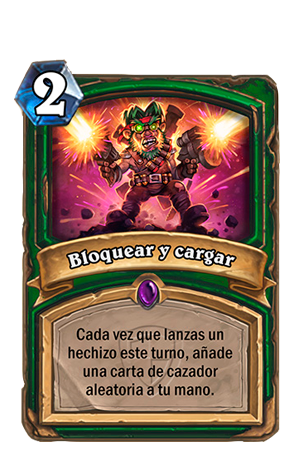 2
Bloquear y cargar
Cada vez que lanzas un
hechizo este turno, añade
una carta de cazador
aleatoria a tu mano.